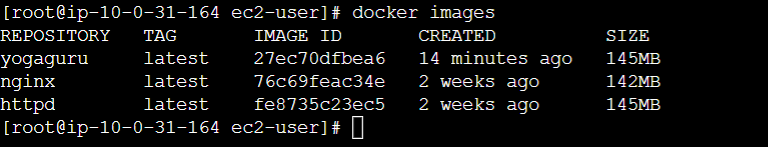 [root@ip-10-0-31-164 ec2-user]# docker images
REPOSITORY TAG IMAGE ID CREATED SIZE
yogaguru latest 27ec70dfbea6 14 minutes ago 145MB
nginx latest 76c69feac34e 2 weeks ago 142MB
httpd latest fe8735c23ec5 2 weeks ago 145MB
[root@ip-10-0-31-164 ec2-user]#